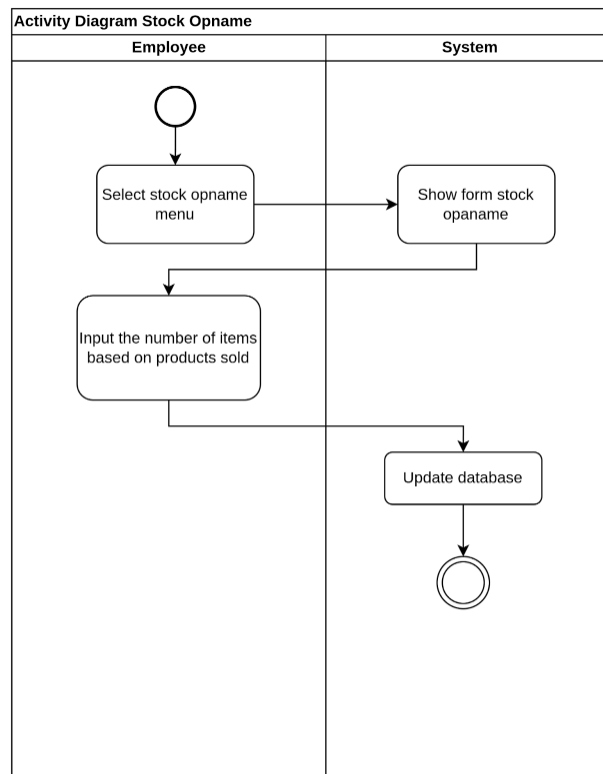 Activity Diagram Stock Opname
Employee
System
Select stock opname
menu
Show form stock
opaname
Input the number of items
based on products sold
Update database